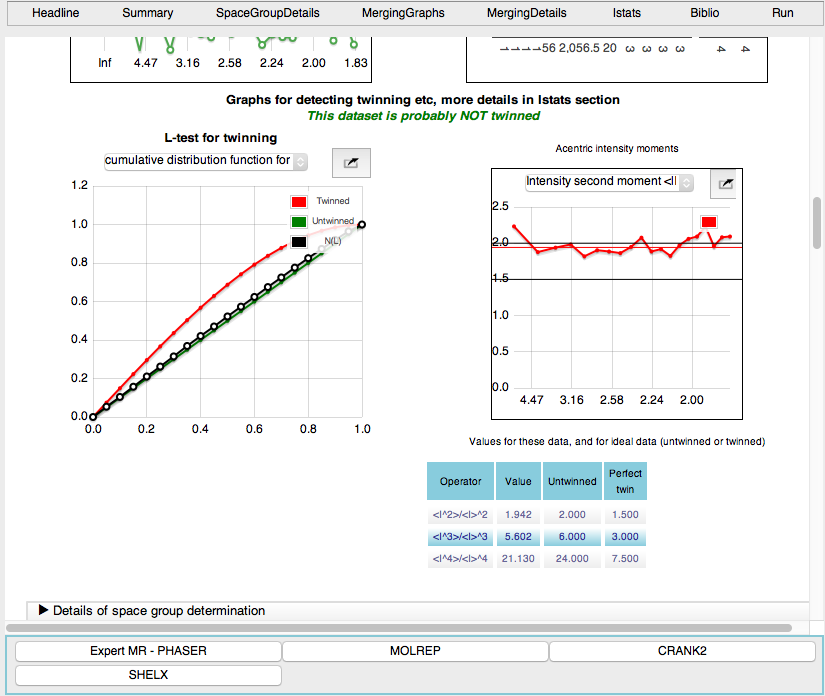 Headline Summary SpaceGroupDetails MergingGraphs MergingDetails Istats Biblio Run
Inf 4.47 3.16 2.58 2.24 2.00 1.83
56 2,056.5 20
Graphs for detecting twinning etc, more details in Istats section
This dataset is probably NOT twinned
L-test for twinning
cumulative distribution function for
1.2
1.0
0.8
0.6
0.4
0.2
0.0
0.0 0.2 0.4 0.6 0.8 1.0
Twinned
Untwinned
N(L)
Acentric intensity moments
Intensity second moment <I
2.5
2.0
1.5
1.0
0.5
0.0
4.47 3.16 2.58 2.24 2.00
Values for these data, and for ideal data (untwinned or twinned)
Operator Value Untwinned Perfect twin
<I^2>/<I>^2 1.942 2.000 1.500
<I^3>/<I>^3 5.602 6.000 3.000
<I^4>/<I>^4 21.130 24.000 7.500
Details of space group determination
Expert MR - PHASER MOLREP CRANK2
SHELX